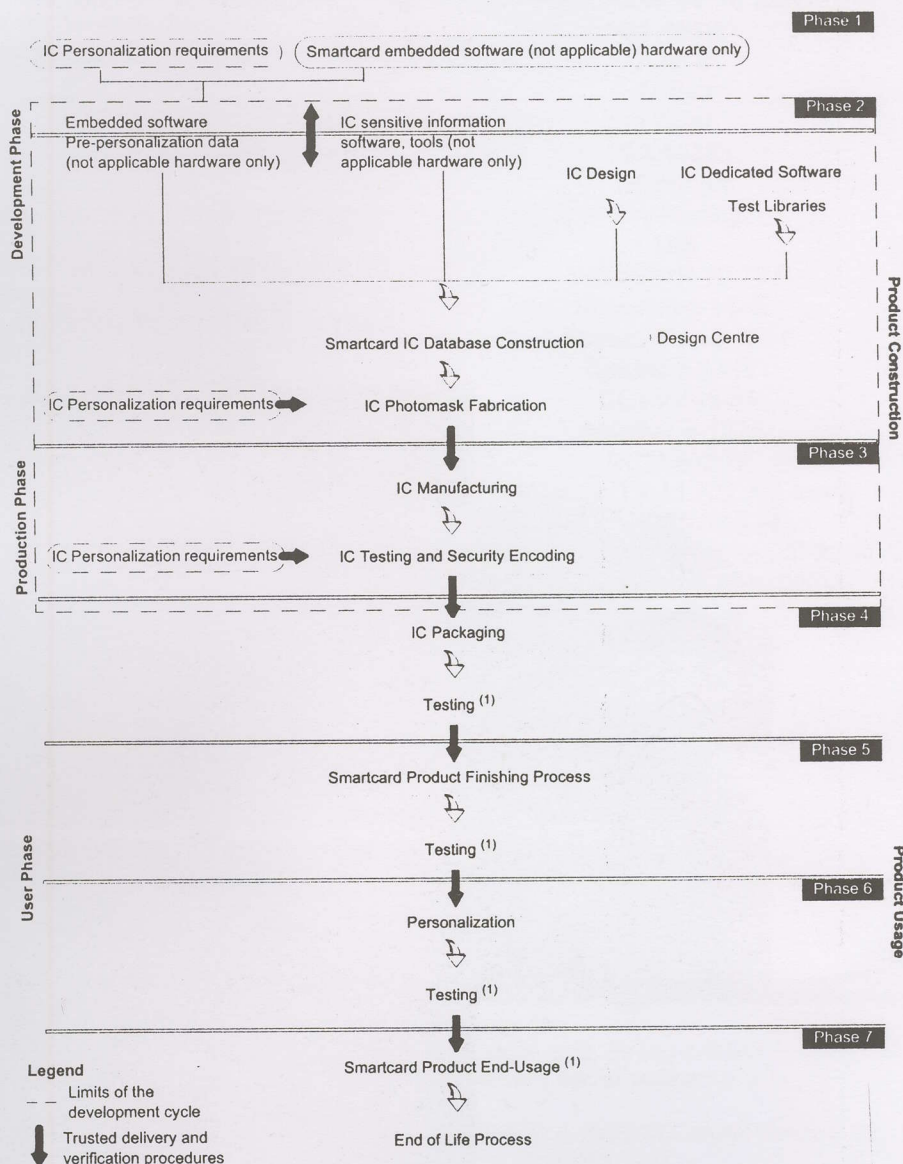 Phase 1
IC Personalization requirements
Smartcard embedded software (not applicable) hardware only
Phase 2
Development Phase
Embedded software
Pre-personalization data
(not applicable hardware only)
IC sensitive information
software, tools (not
applicable hardware only)
IC Design
IC Dedicated Software
Test Libraries
Product Construction
Smartcard IC Database Construction
Design Centre
IC Personalization requirements
IC Photomask Fabrication
Phase 3
Production Phase
IC Manufacturing
IC Personalization requirements
IC Testing and Security Encoding
Phase 4
IC Packaging
Testing (1)
Phase 5
Smartcard Product Finishing Process
User Phase
Testing (1)
Product Usage
Phase 6
Personalization
Testing (1)
Phase 7
Smartcard Product End-Usage (1)
Legend
Limits of the
development cycle
End of Life Process
Trusted delivery and
verification procedures